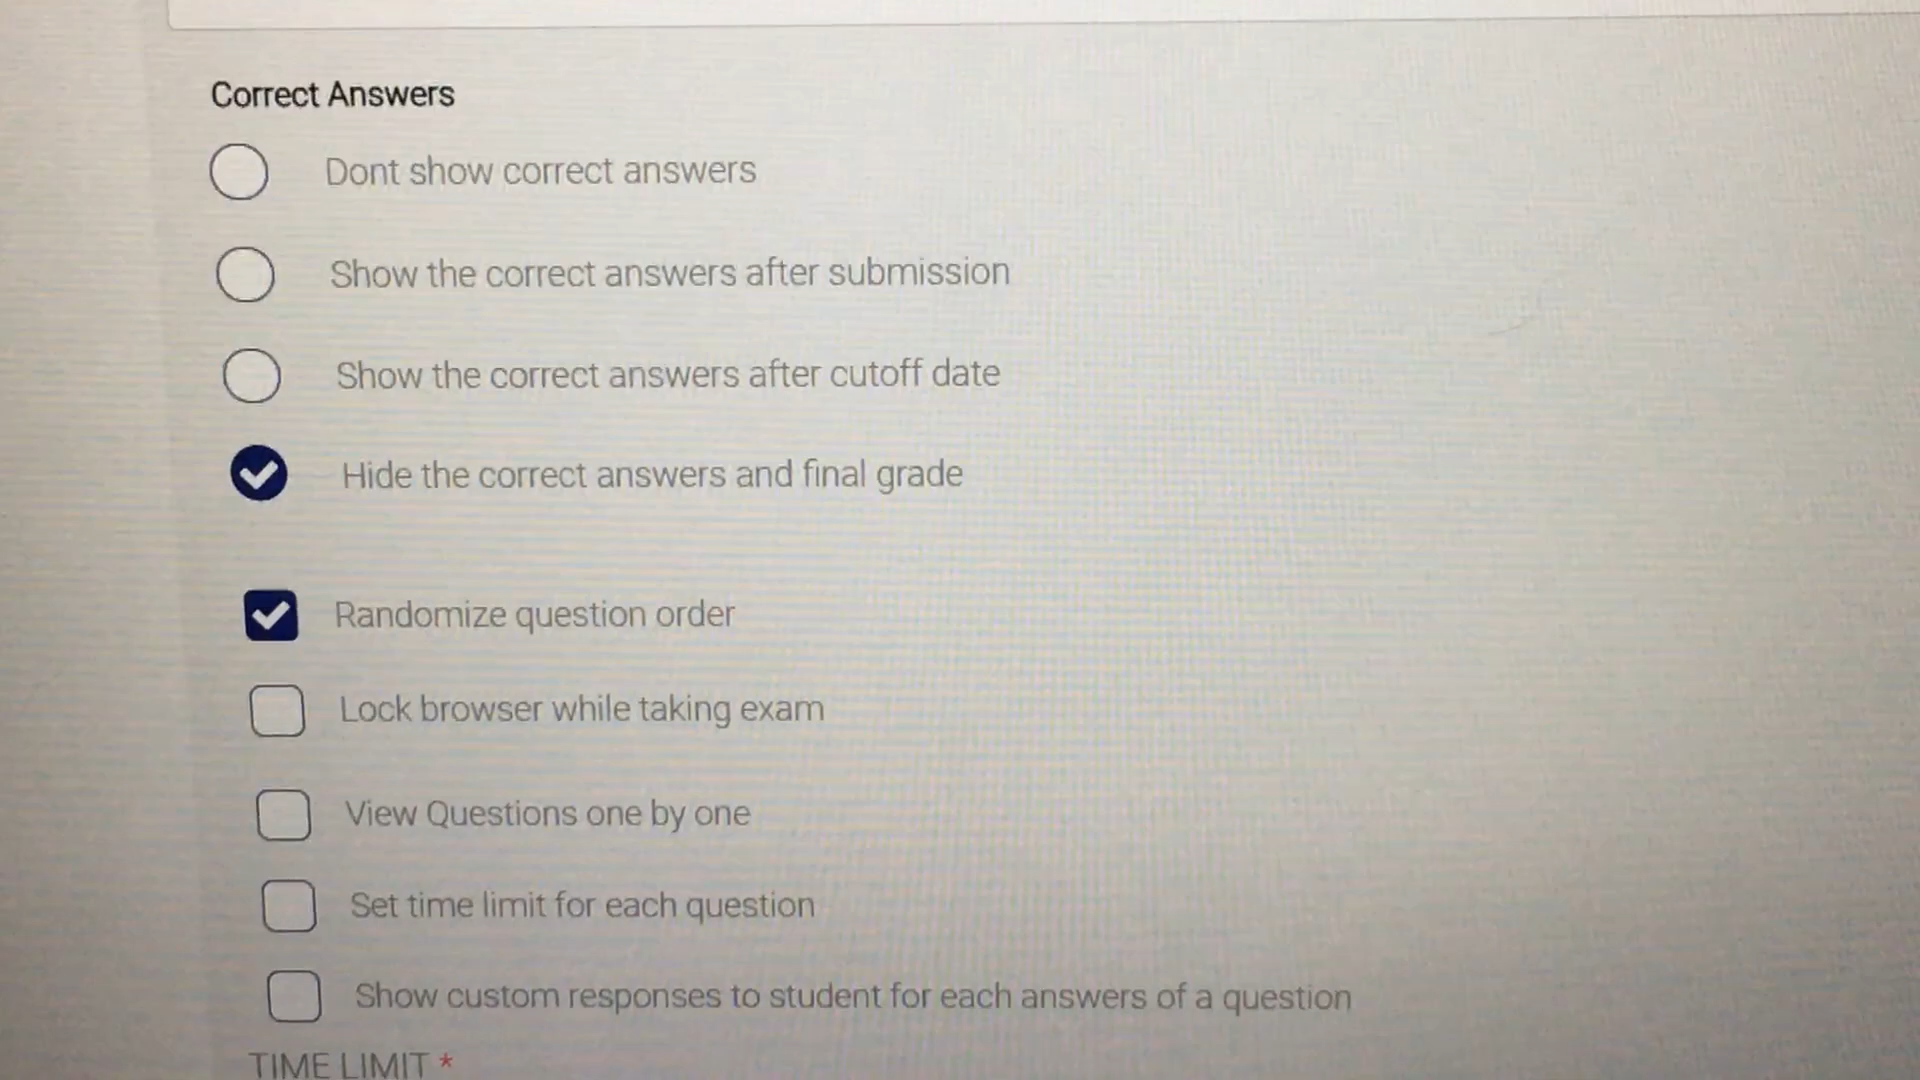 Correct Answers
Dont show correct answers
Show the correct answers after submission
Show the correct answers after cutoff date
Hide the correct answers and final grade
Randomize question order
Lock browser while taking exam
View Questions one by one
Set time limit for each question
Show custom responses to student for each answers of a question
TIME LIMIT *